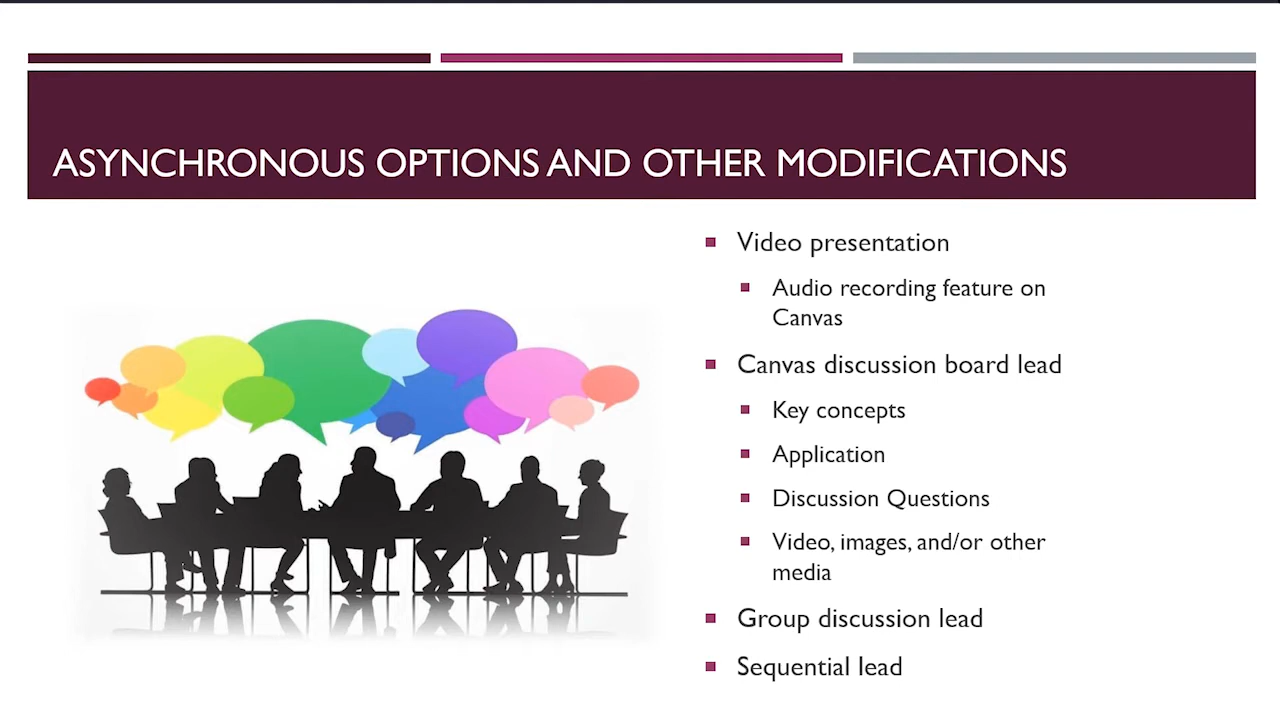 ASYNCHRONOUS OPTIONS AND OTHER MODIFICATIONS
Video presentation
Audio recording feature on
Canvas
Canvas discussion board lead
Key concepts
Application
Discussion Questions
Video, images, and/or other
media
Group discussion lead
Sequential lead